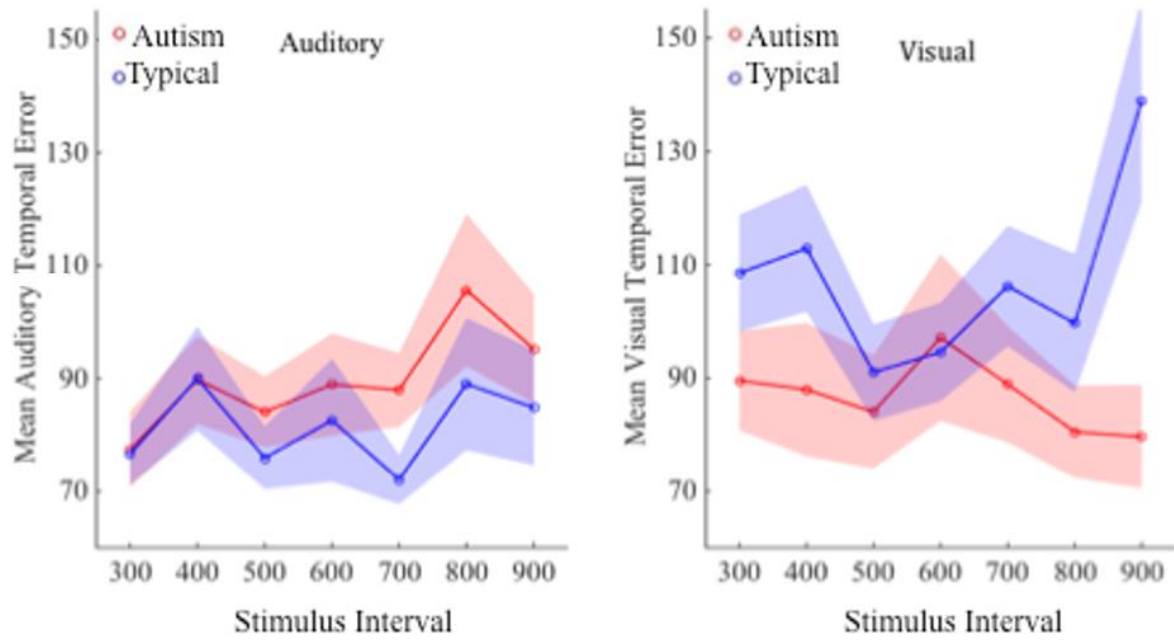 Autism
Typical
Auditory
Mean Auditory Temporal Error
150
130
110
90
70
300 400 500 600 700 800 900
Stimulus Interval
Autism
Typical
Visual
Mean Visual Temporal Error
150
130
110
90
70
300 400 500 600 700 800 900
Stimulus Interval